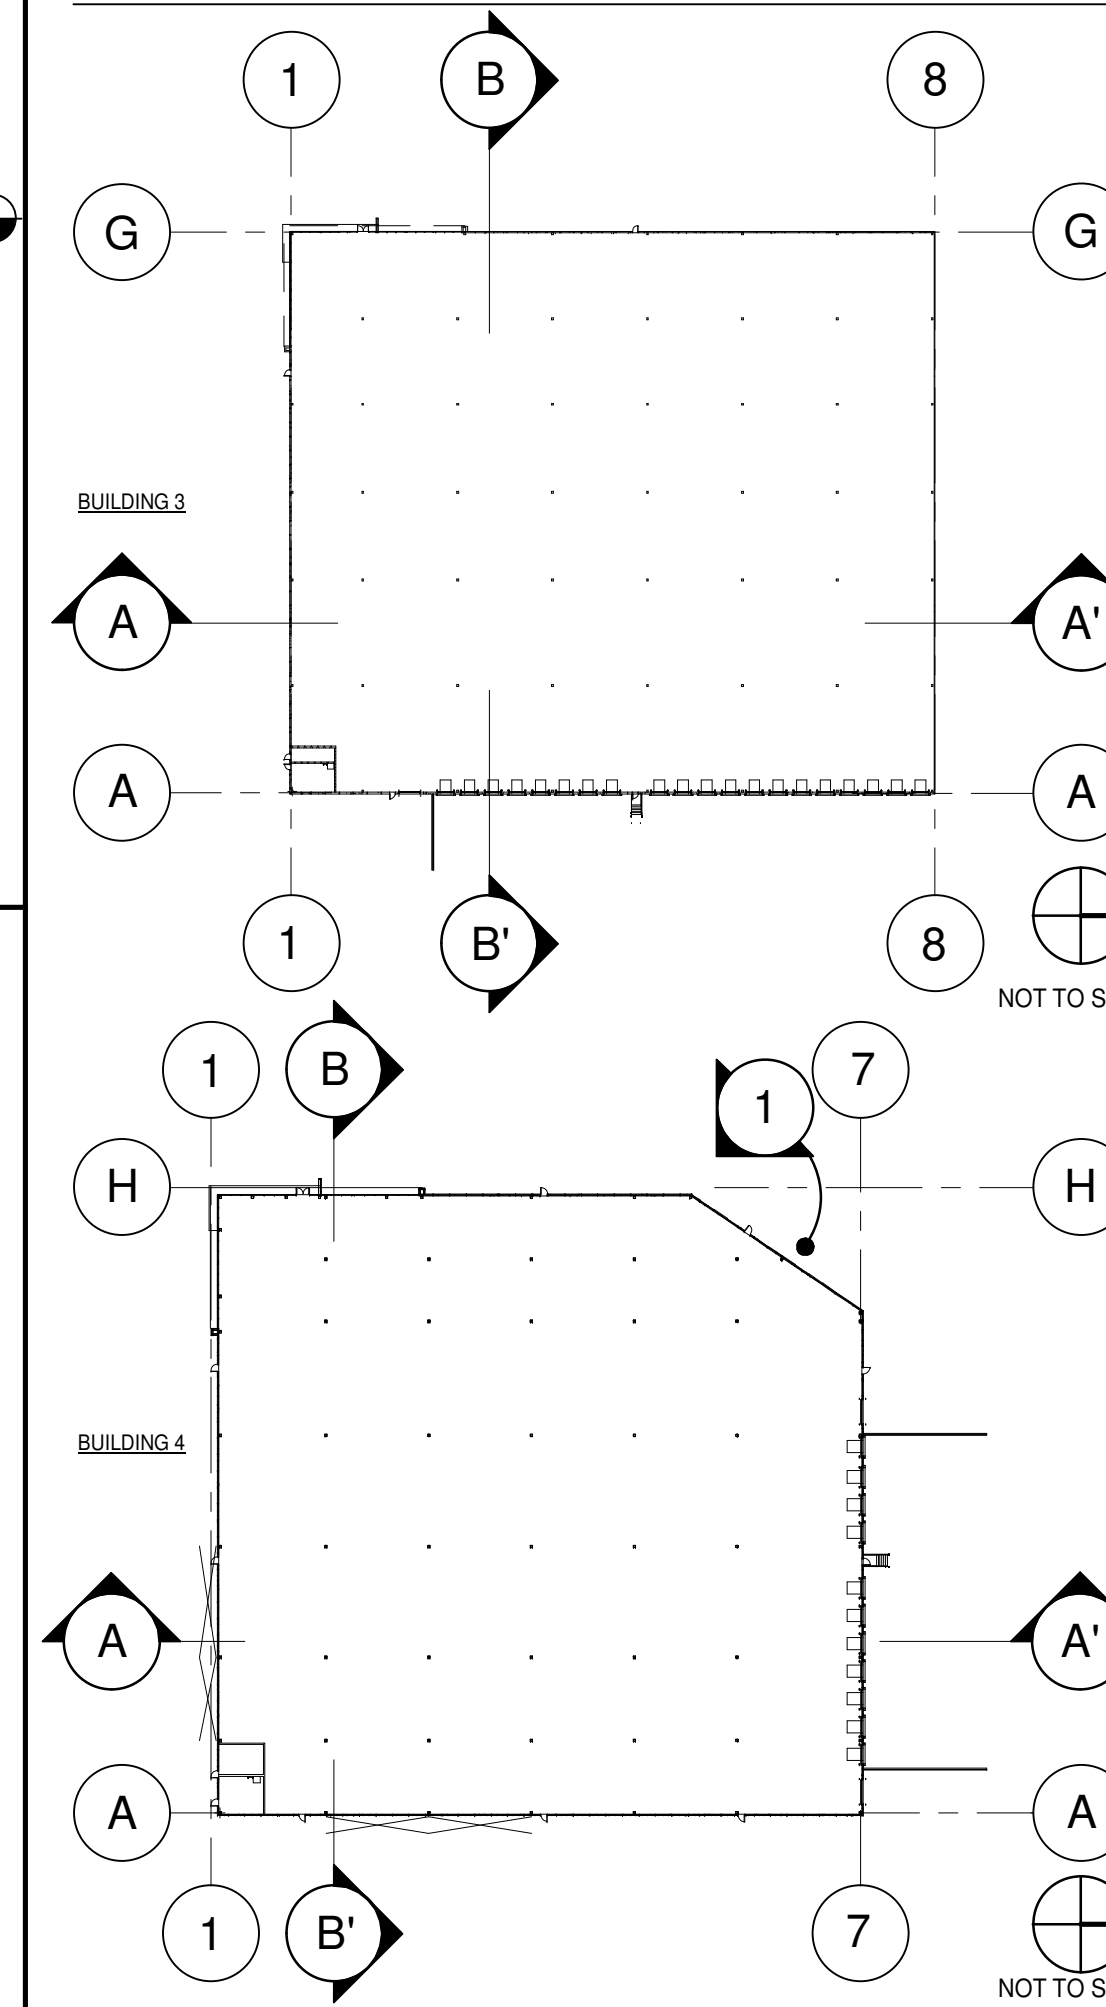 1 B 8
G G
BUILDING 3
A A'
A A
1 B' 8
NOT TO S
1 B 1 7
H H
BUILDING 4
A A'
A A
1 B' 7
NOT TO S